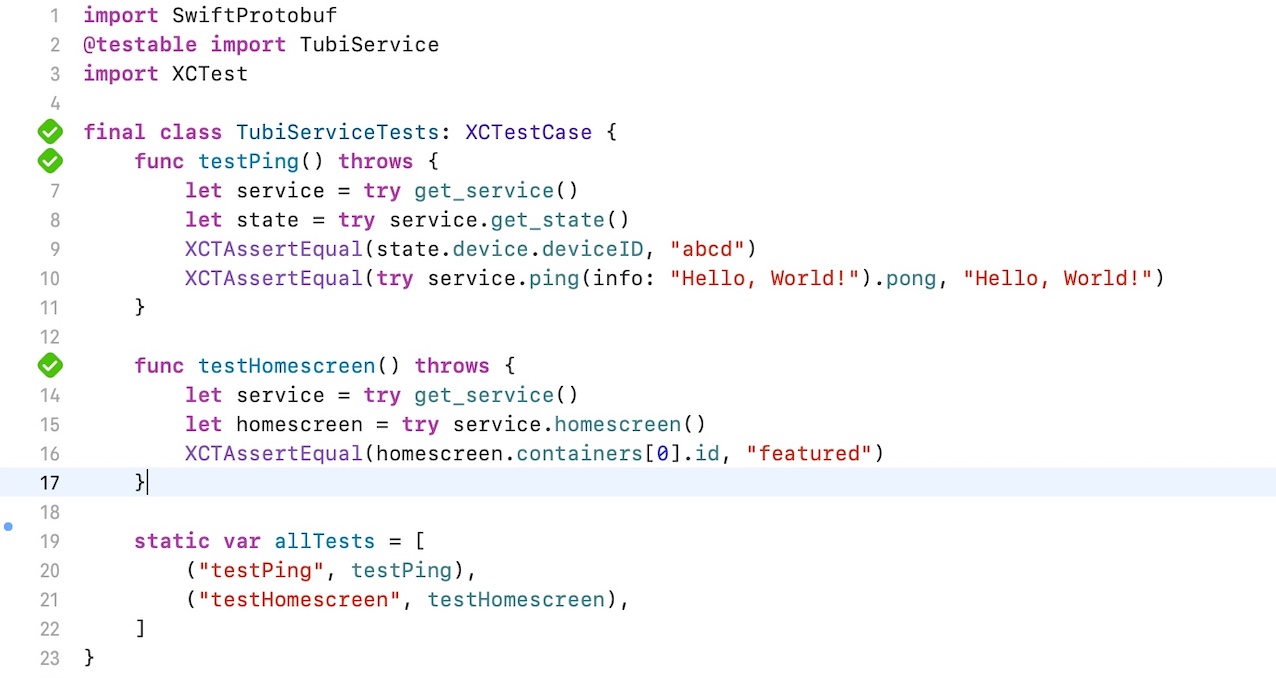 1 import SwiftProtobuf
2 @testable import TubiService
3 import XCTest
4
final class TubiServiceTests: XCTestCase {
    func testPing() throws {
7         let service = try get_service()
8         let state = try service.get_state()
9         XCTAssertEqual(state.device.deviceID, "abcd")
10         XCTAssertEqual(try service.ping(info: "Hello, World!").pong, "Hello, World!")
11     }
12
    func testHomescreen() throws {
14         let service = try get_service()
15         let homescreen = try service.homescreen()
16         XCTAssertEqual(homescreen.containers[0].id, "featured")
17     }
18
19     static var allTests = [
20         ("testPing", testPing),
21         ("testHomescreen", testHomescreen),
22     ]
23 }